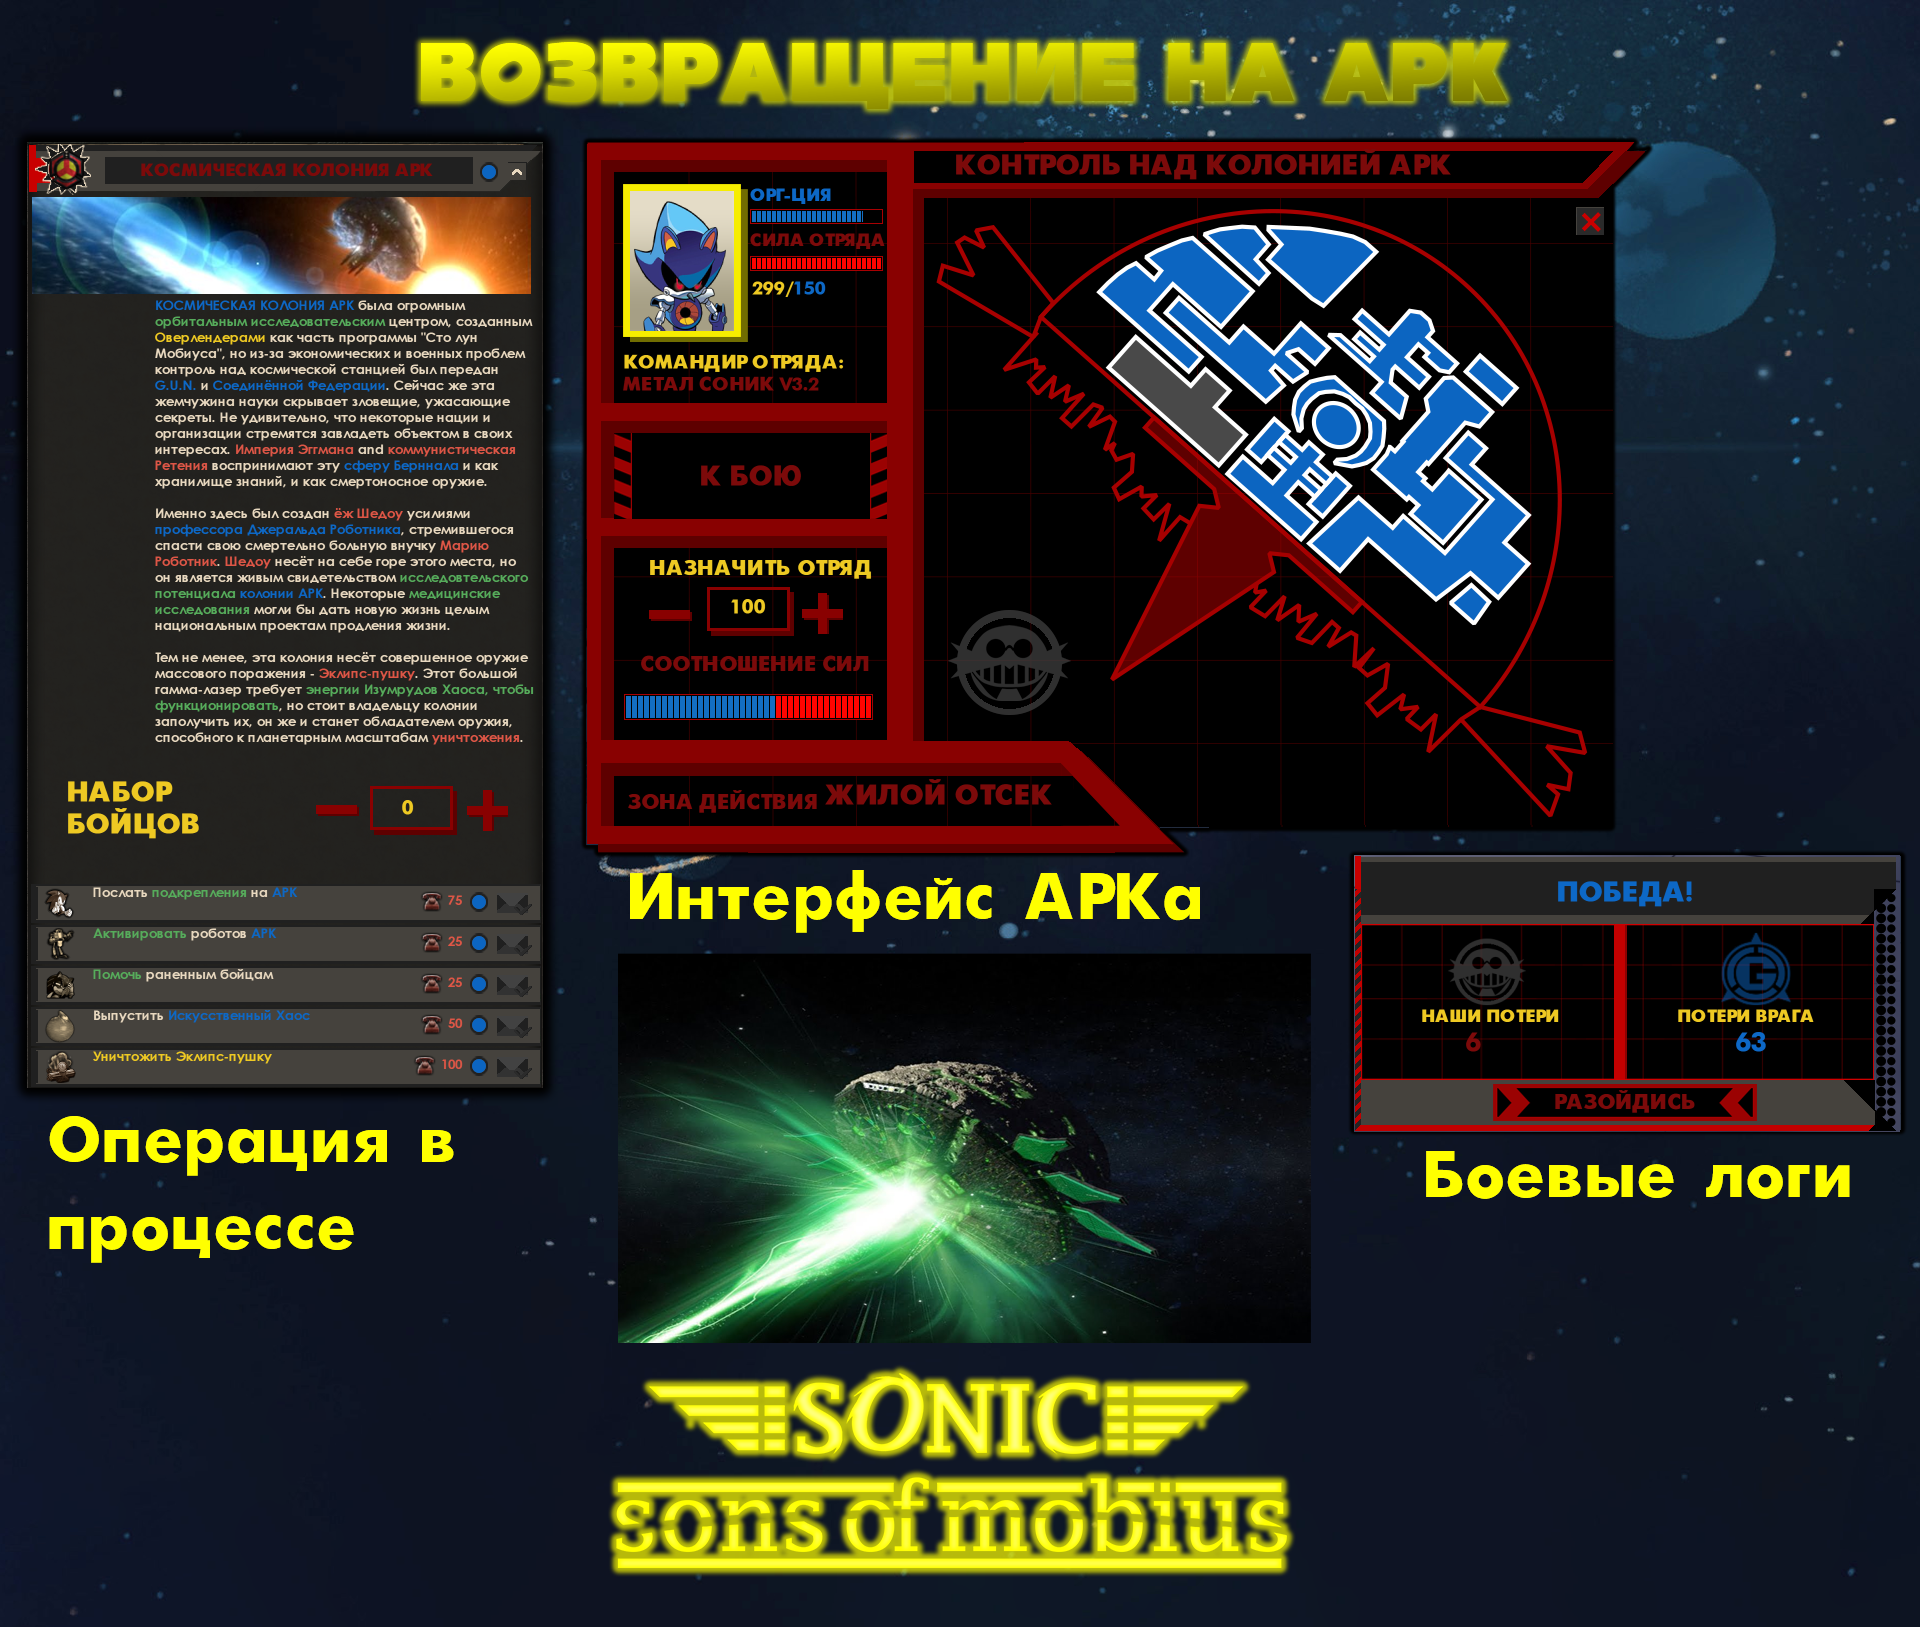 ВОЗВРАЩЕНИЕ НА АРК
КОСМИЧЕСКАЯ КОЛОНИЯ АРК
КОСМИЧЕСКАЯ КОЛОНИЯ АРК была огромным
орбитальным исследовательским центром, созданным
Оверлендерами как часть программы "Сто лун
Мобиуса", но из-за экономических и военных проблем
контроль над космической станцией был передан
G.U.N. и Соединённой Федерации. Сейчас же эта
жемчужина науки скрывает зловещие, ужасающие
секреты. Не удивительно, что некоторые нации и
организации стремятся завладеть объектом в своих
интересах. Империя Эггмана and коммунистическая
Ретения воспринимают эту сферу Берннала и как
хранилище знаний, и как смертоносное оружие.
Именно здесь был создан ёж Шедоу усилиями
профессора Джеральда Роботника, стремившегося
спасти свою смертельно больную внучку Марию
Роботник. Шедоу несёт на себе горе этого места, но
он является живым свидетельством исследовтельского
потенциала колонии АРК. Некоторые медицинские
исследования могли бы дать новую жизнь целым
национальным проектам продления жизни.
Тем не менее, эта колония несёт совершенное оружие
массового поражения - Эклипс-пушку. Этот большой
гамма-лазер требует энергии Изумрудов Хаоса, чтобы
функционировать, но стоит владельцу колонии
заполучить их, он же и станет обладателем оружия,
способного к планетарным масштабам уничтожения.
НАБОР
БОЙЦОВ
0
Послать подкрепления на АРК
75
Активировать роботов АРК
25
Помочь раненным бойцам
25
Выпустить Искусственный Хаос
50
Уничтожить Эклипс-пушку
100
Операция в
процессе
КОНТРОЛЬ НАД КОЛОНИЕЙ АРК
ОРГ-ЦИЯ
СИЛА ОТРЯДА
299/150
КОМАНДИР ОТРЯДА:
МЕТАЛ СОНИК V3.2
К БОЮ
НАЗНАЧИТЬ ОТРЯД
100
СООТНОШЕНИЕ СИЛ
ЗОНА ДЕЙСТВИЯ ЖИЛОЙ ОТСЕК
Интерфейс АРКа
ПОБЕДА!
G
НАШИ ПОТЕРИ
6
ПОТЕРИ ВРАГА
63
РАЗОЙДИСЬ
Боевые логи
SONIC
sons of mobius